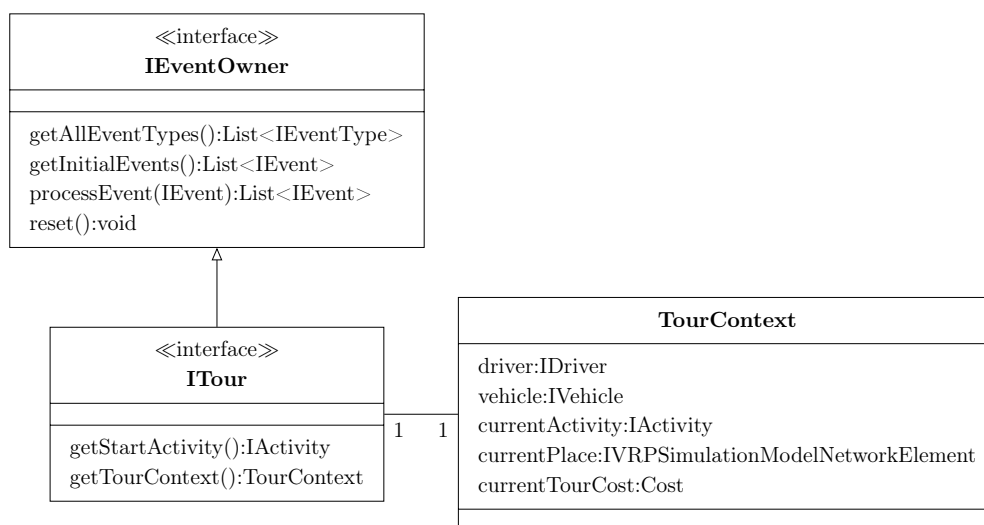 ≪interface≫
IEventOwner
getAllEventTypes():List<IEventType>
getInitialEvents():List<IEvent>
processEvent(IEvent):List<IEvent>
reset():void
≪interface≫
ITour
getStartActivity():IActivity
getTourContext():TourContext
1 1
TourContext
driver:IDriver
vehicle:IVehicle
currentActivity:IActivity
currentPlace:IVRPSimulationModelNetworkElement
currentTourCost:Cost